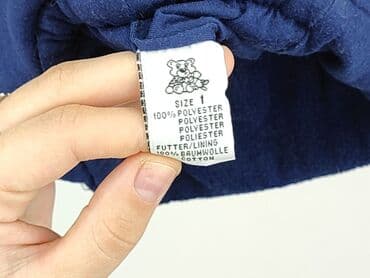 SIZE 1
100% POLYESTER
POLYESTER
POLYESTER
POLIESTER
FUTTER/LINING
100% BAUMWOLLE
COTTON